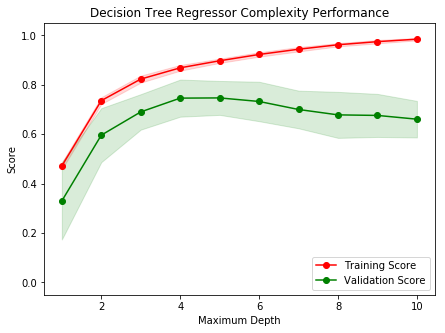 Decision Tree Regressor Complexity Performance
Score
1.0
0.8
0.6
0.4
0.2
0.0
Training Score
Validation Score
2 4 6 8 10
Maximum Depth